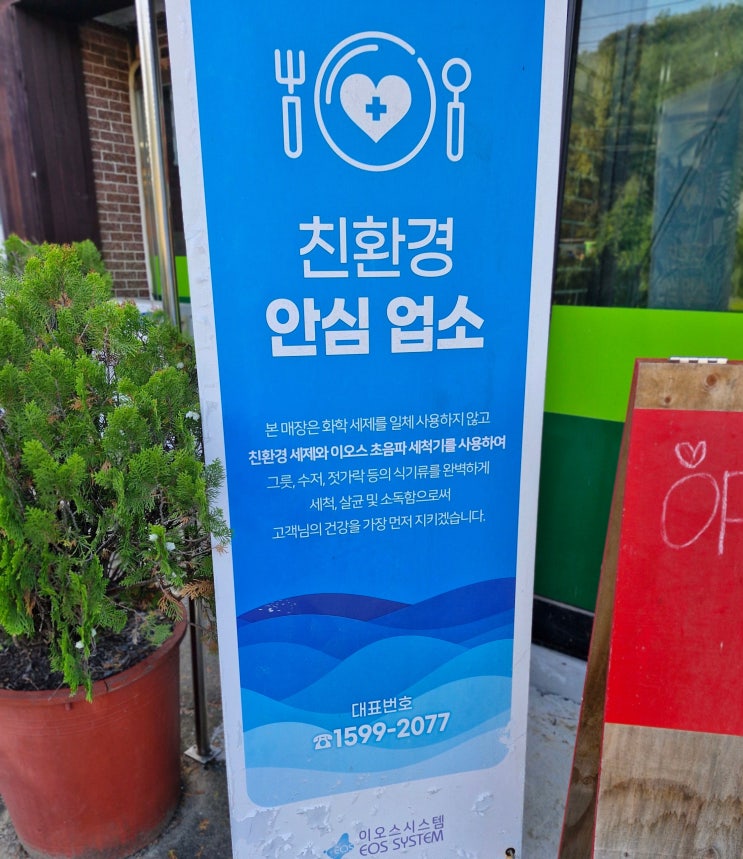 친환경
안심 업소
본 매장은 화학 세제를 일체 사용하지 않고
친환경 세제와 이오스 초음파 세척기를 사용하여
그릇, 수저, 젓가락 등의 식기류를 완벽하게
세척, 살균 및 소독함으로써
고객님의 건강을 가장 먼저 지키겠습니다.
대표번호
☎1599-2077
EOS 이오스시스템
EOS SYSTEM